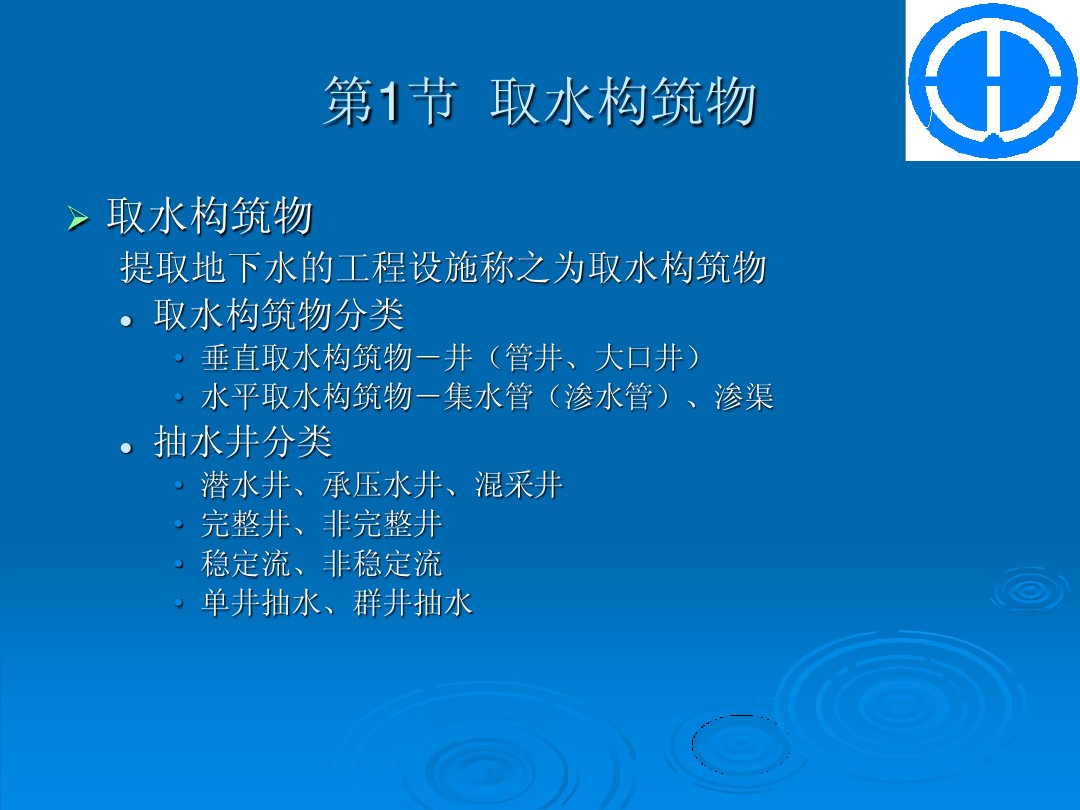 第1节 取水构筑物
取水构筑物
提取地下水的工程设施称之为取水构筑物
取水构筑物分类
垂直取水构筑物－井（管井、大口井）
水平取水构筑物－集水管（渗水管）、渗渠
抽水井分类
潜水井、承压水井、混采井
完整井、非完整井
稳定流、非稳定流
单井抽水、群井抽水